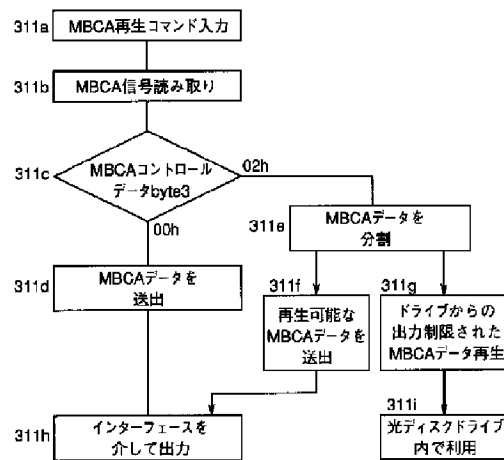 311a
MBCA再生コマンド入力
311b
MBCA信号読み取り
311c
MBCAコントロール
データbyte3
02h
00h
311e
MBCAデータを
分割
311d
MBCAデータを
送出
311f
再生可能な
MBCAデータを
送出
311g
ドライブからの
出力制限された
MBCAデータ再生
311h
インターフェースを
介して出力
311i
光ディスクドライブ
内で利用